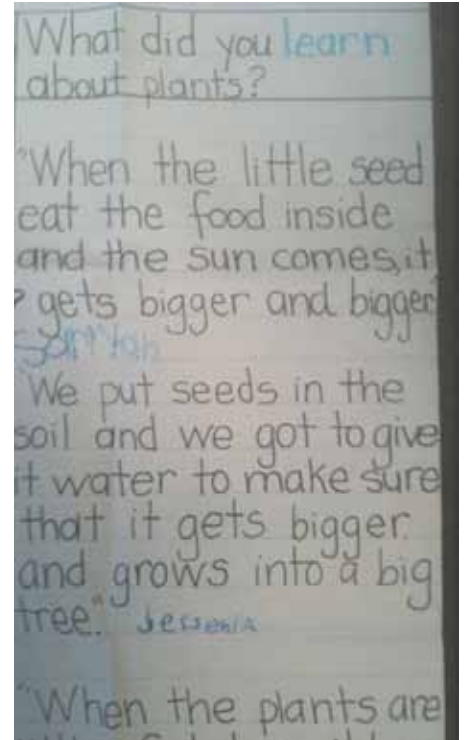 What did you learn
about plants?
"When the little seed
eat the food inside
and the sun comes, it
gets bigger and bigger
We put seeds in the
soil and we got to give
it water to make sure
that it gets bigger
and grows into a big
tree." Jessenia
"When the plants are